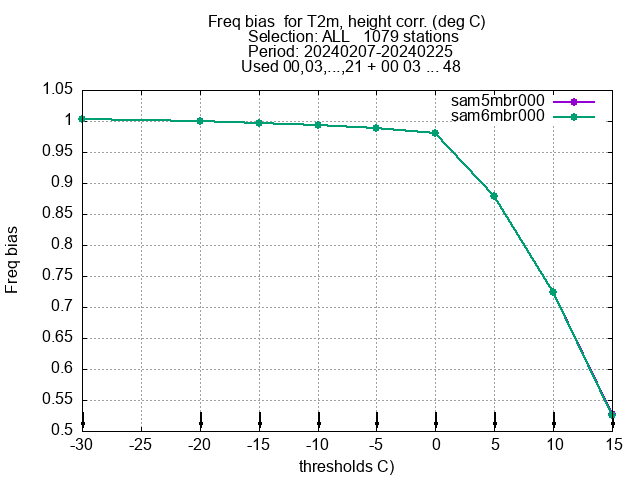 Freq bias  for T2m, height corr. (deg C)
Selection: ALL   1079 stations
Period: 20240207-20240225
Used 00,03,...,21 + 00 03 ... 48
sam5mbr000
sam6mbr000
1.05
1
0.95
0.9
0.85
0.8
0.75
0.7
0.65
0.6
0.55
0.5
Freq bias
-30 -25 -20 -15 -10 -5 0 5 10 15
thresholds C)